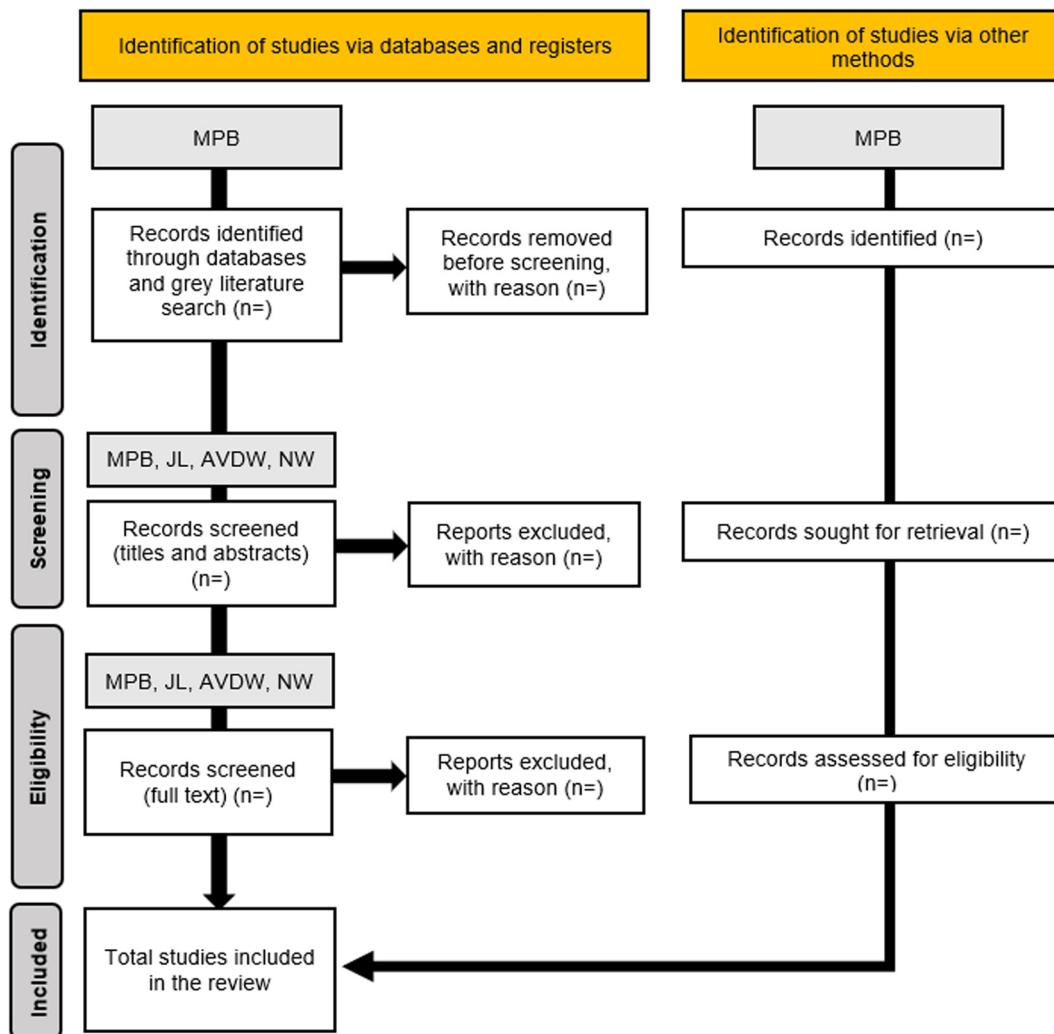 Identification of studies via databases and registers
Identification of studies via other
methods
MPB
MPB
Identification
Records identified
through databases
and grey literature
search (n=)
Records removed
before screening,
with reason (n=)
Records identified (n=)
Screening
MPB, JL, AVDW, NW
Records screened
(titles and abstracts)
(n=)
Reports excluded,
with reason (n=)
Records sought for retrieval (n=)
Eligibility
MPB, JL, AVDW, NW
Records screened
(full text) (n=)
Reports excluded,
with reason (n=)
Records assessed for eligibility
(n=)
Included
Total studies included
in the review